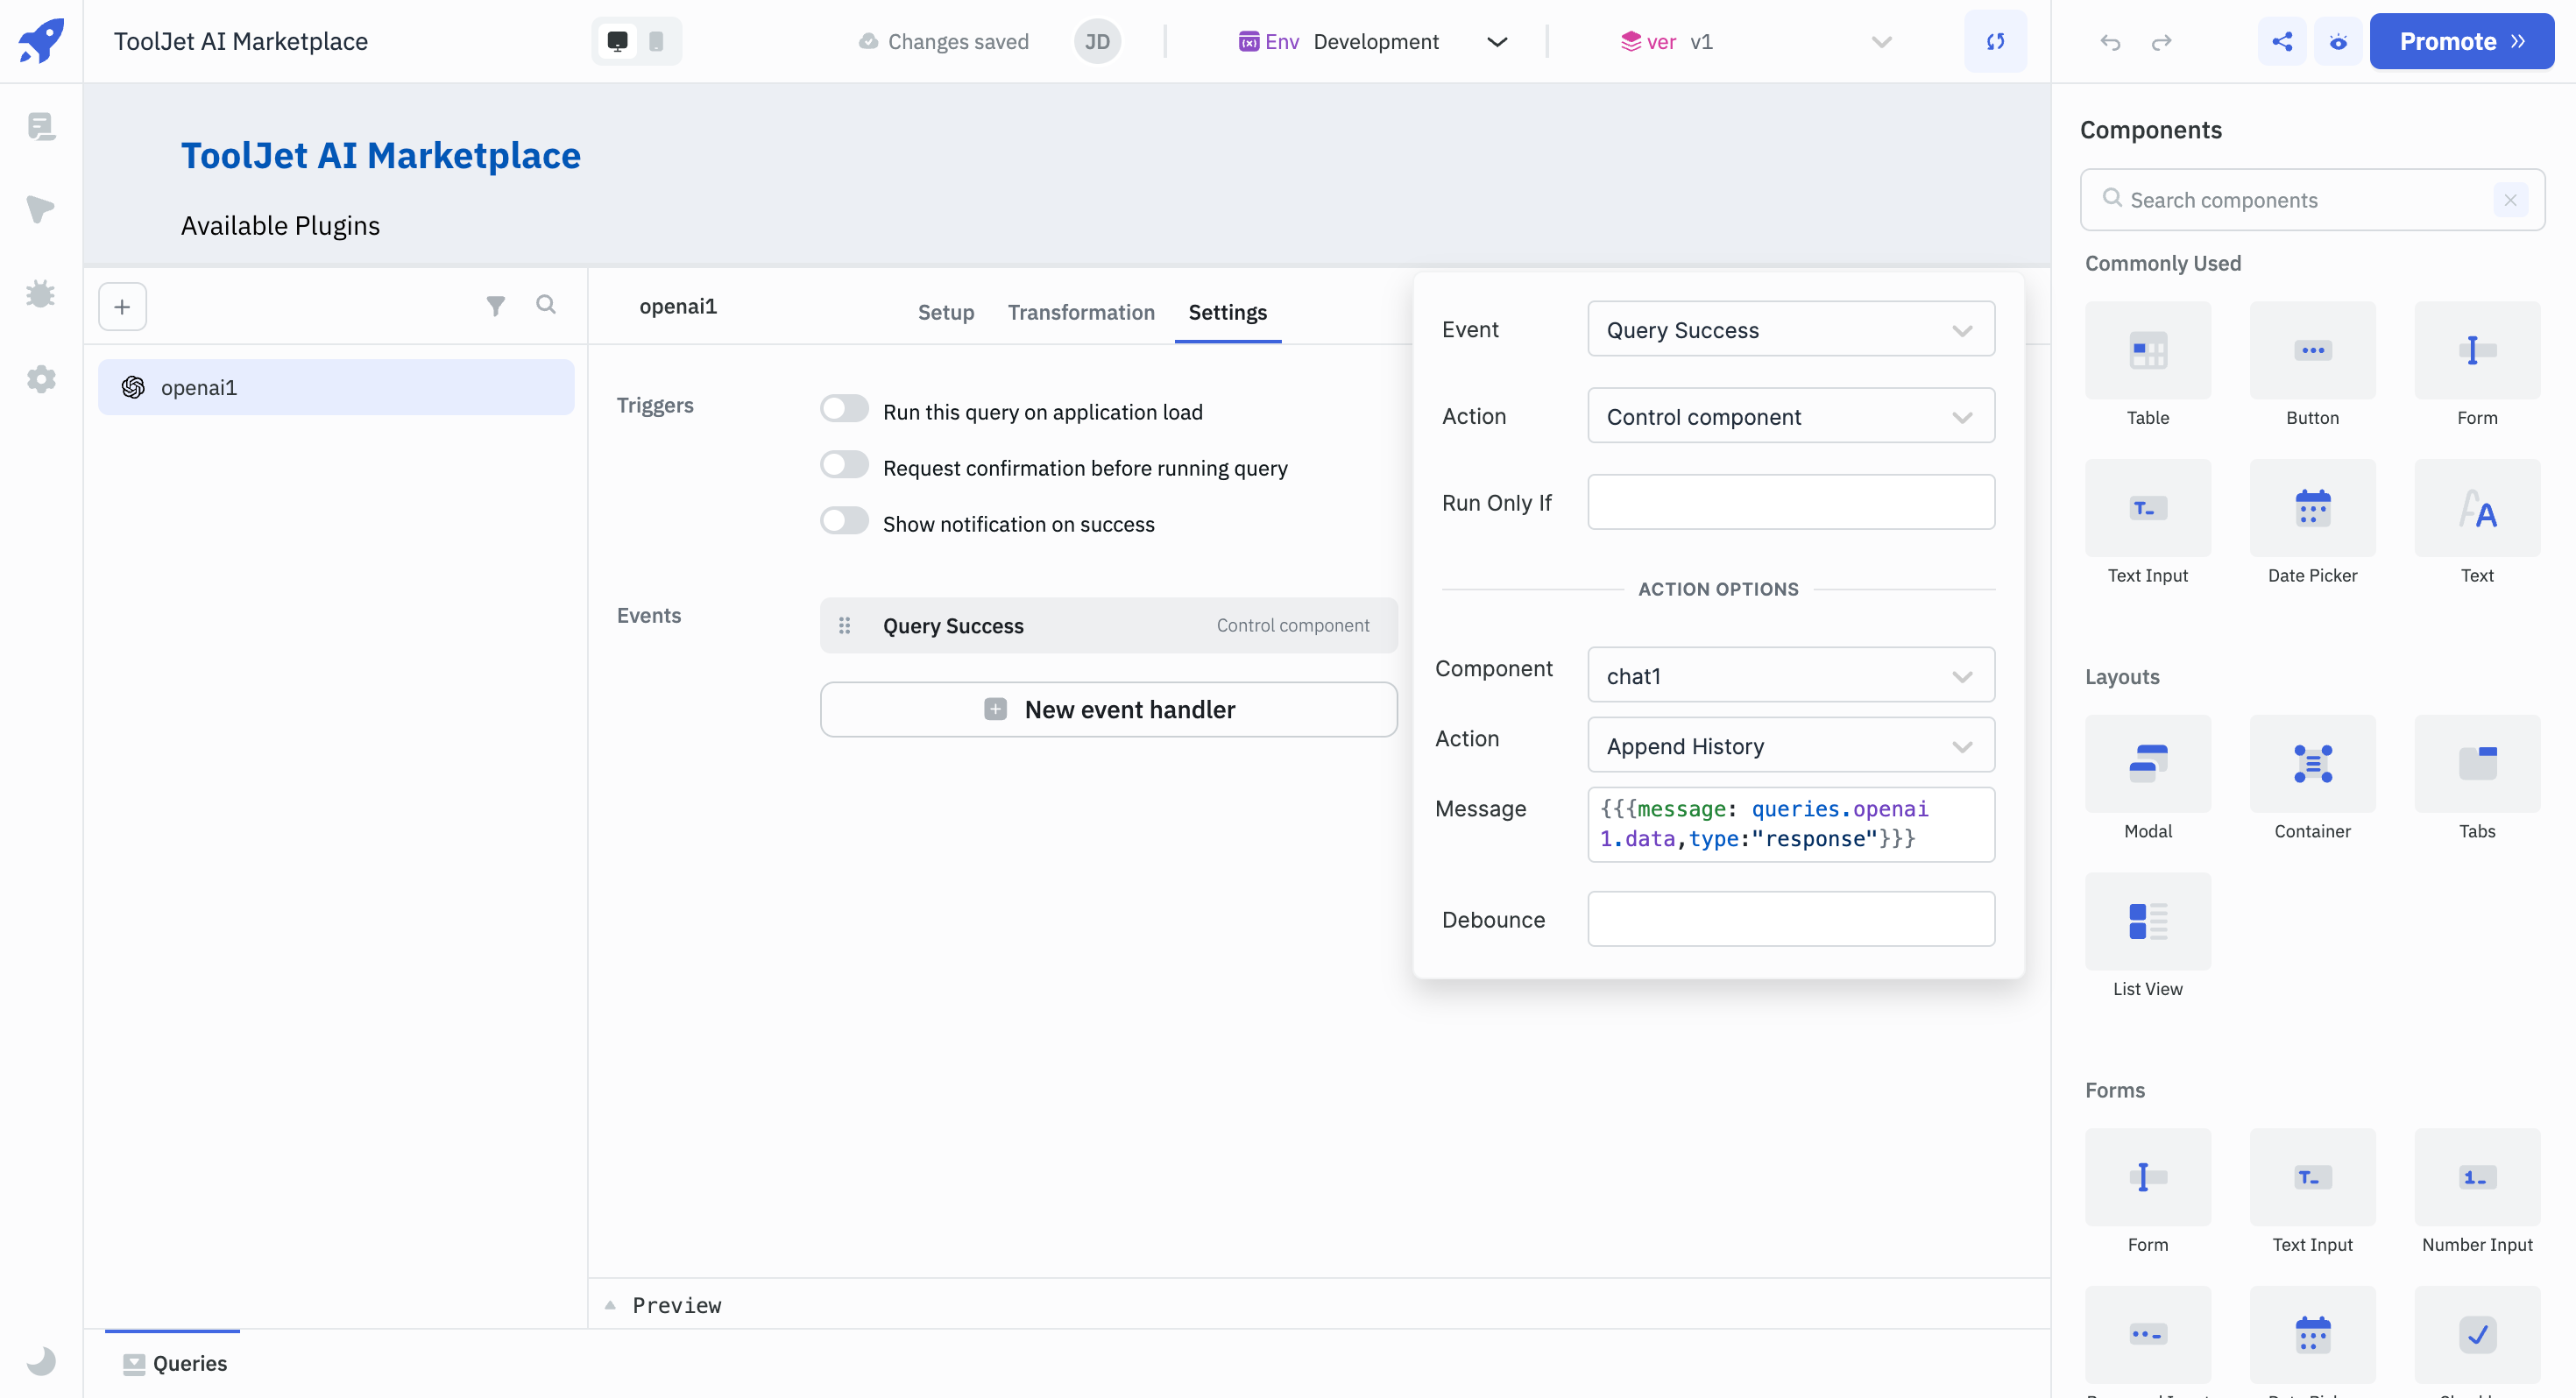 ToolJet AI Marketplace
Changes saved
JD
Env
Development
ver
v1
Promote
ToolJet AI Marketplace
Available Plugins
openai1
openai1
Setup
Transformation
Settings
Triggers
Run this query on application load
Request confirmation before running query
Show notification on success
Events
Query Success
Control component
New event handler
Event
Query Success
Action
Control component
Run Only If
ACTION OPTIONS
Component
chat1
Action
Append History
Message
{{{message: queries.openai
1.data,type:"response"}}}
Debounce
Preview
Queries
Components
Search components
Commonly Used
Table
Button
Form
Text Input
Date Picker
Text
Layouts
Modal
Container
Tabs
List View
Forms
Form
Text Input
Number Input